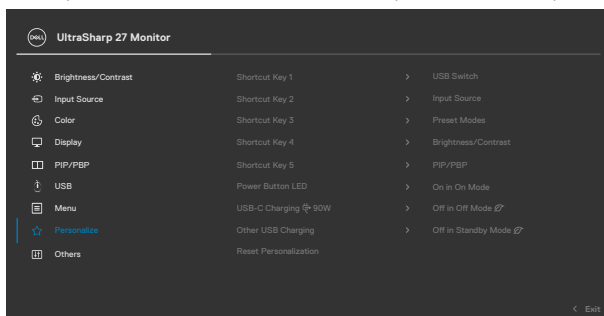 DELL UltraSharp 27 Monitor
Brightness/Contrast Shortcut Key 1 > USB Switch
Input Source Shortcut Key 2 > Input Source
Color Shortcut Key 3 > Preset Modes
Display Shortcut Key 4 > Brightness/Contrast
PIP/PBP Shortcut Key 5 > PIP/PBP
USB Power Button LED > On in On Mode
Menu USB-C Charging 90W > Off in Off Mode
Personalize Other USB Charging > Off in Standby Mode
Others Reset Personalization
< Exit